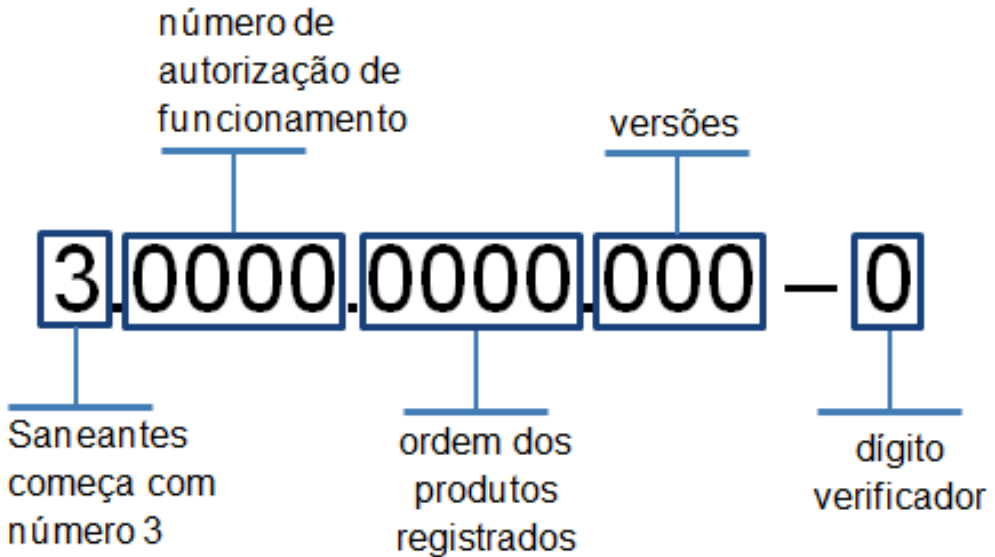 número de
autorização de
funcionamento
versões
3.0000.0000.000 – 0
Saneantes
começa com
número 3
ordem dos
produtos
registrados
dígito
verificador